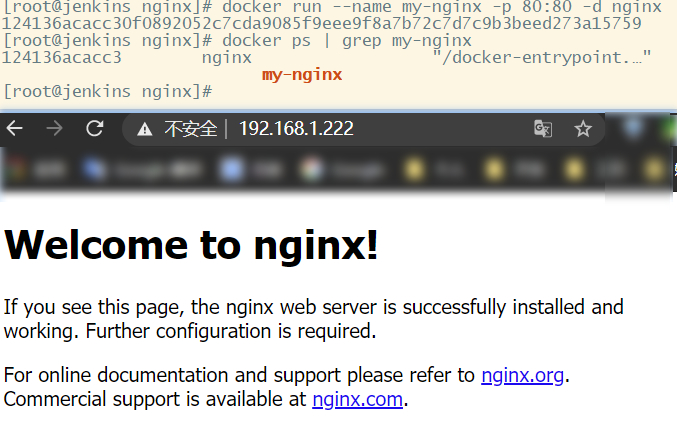 [root@jenkins nginx]# docker run --name my-nginx -p 80:80 -d nginx
124136acacc30f0892052c7cda9085f9eee9f8a7b72c7d7c9b3beed273a15759
[root@jenkins nginx]# docker ps | grep my-nginx
124136acacc3 nginx "/docker-entrypoint.…"
my-nginx
[root@jenkins nginx]#
不安全 | 192.168.1.222
Welcome to nginx!
If you see this page, the nginx web server is successfully installed and
working. Further configuration is required.
For online documentation and support please refer to nginx.org.
Commercial support is available at nginx.com.